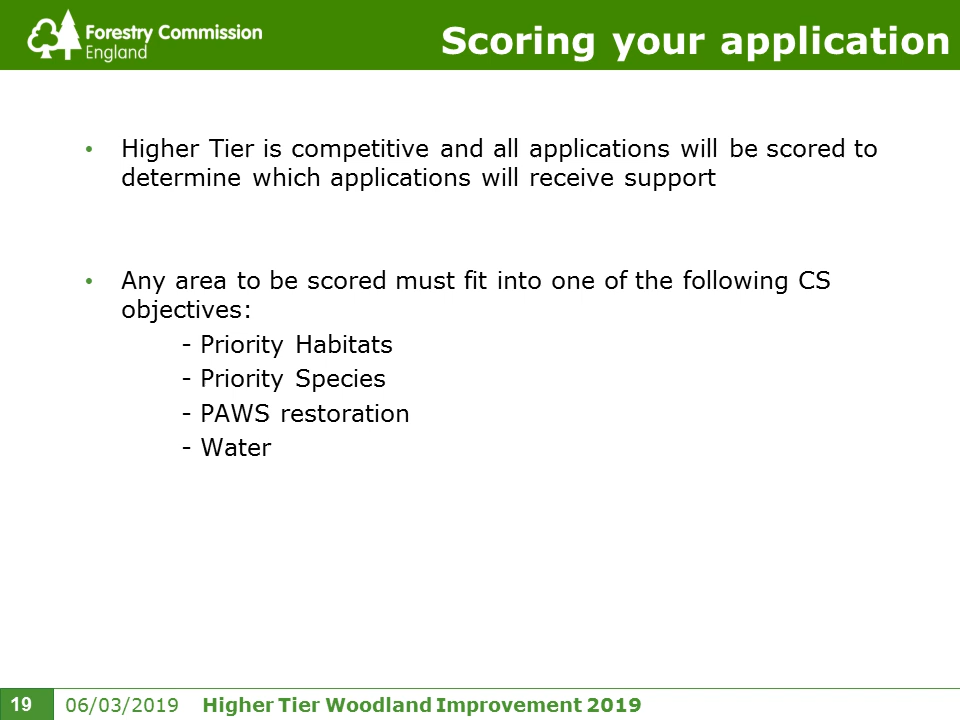 Forestry Commission
England
Scoring your application
• Higher Tier is competitive and all applications will be scored to
determine which applications will receive support
• Any area to be scored must fit into one of the following CS
objectives:
- Priority Habitats
- Priority Species
- PAWS restoration
- Water
19 06/03/2019 Higher Tier Woodland Improvement 2019